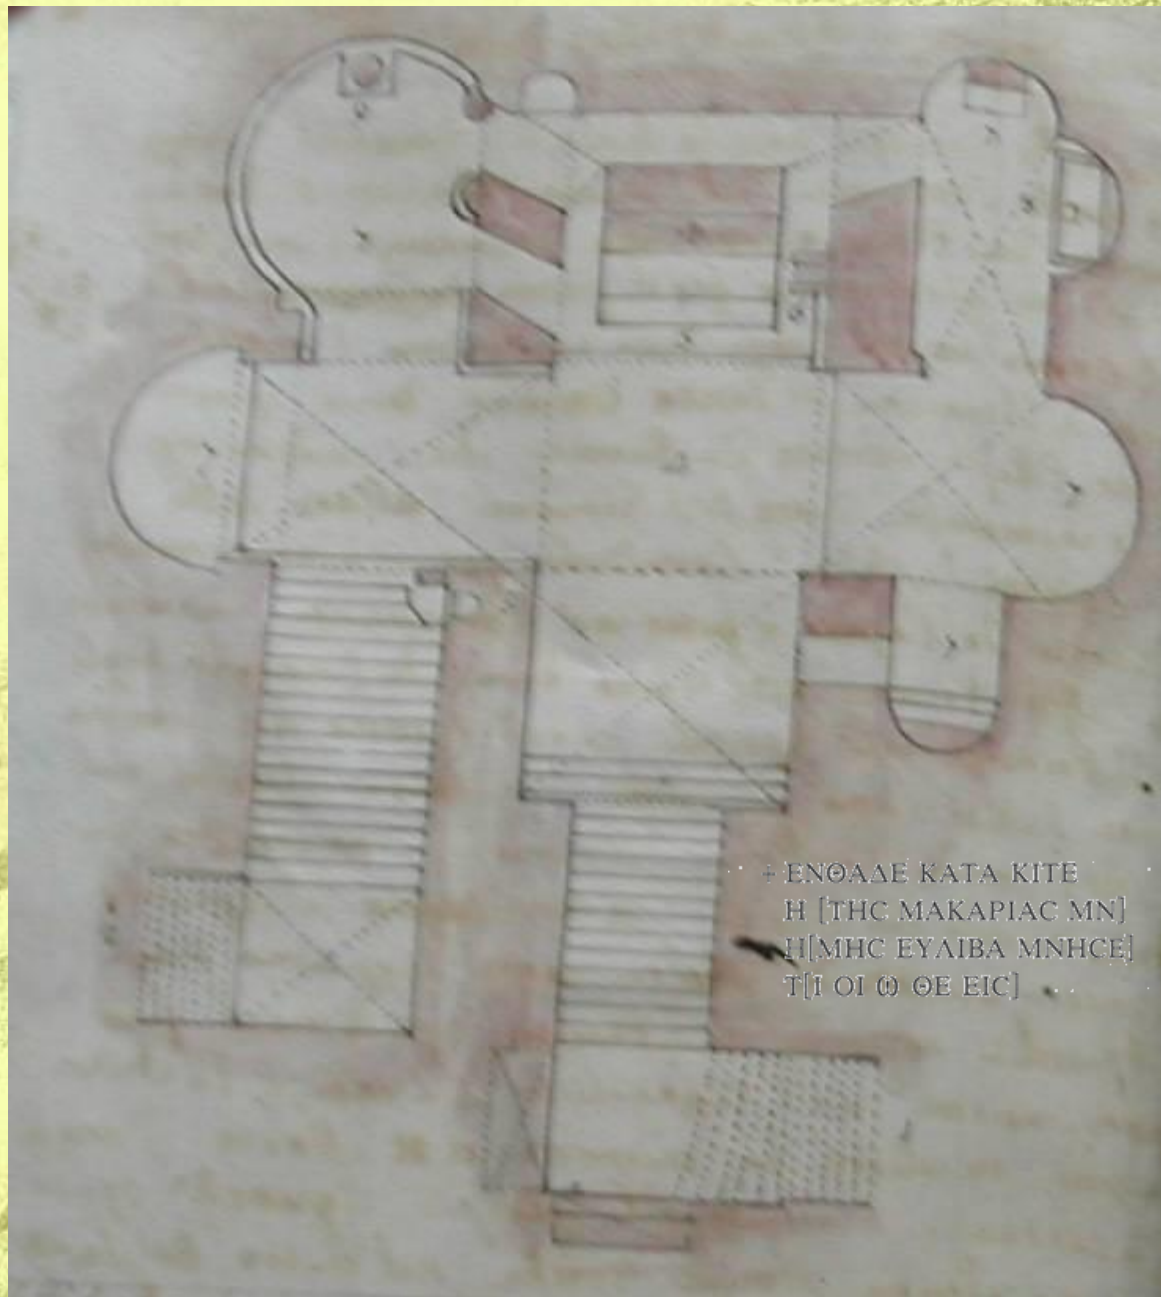 + ΕΝΘΑΔΕ ΚΑΤΑ ΚΙΤΕ
Η [ΤΗC ΜΑΚΑΡΙΑC ΜΝ]
Η[ΜΗC ΕΥΛΙΒΑ ΜΝΗCΕ]
Τ[Ι ΟΙ Ѡ ΘΕ ΕΙC]